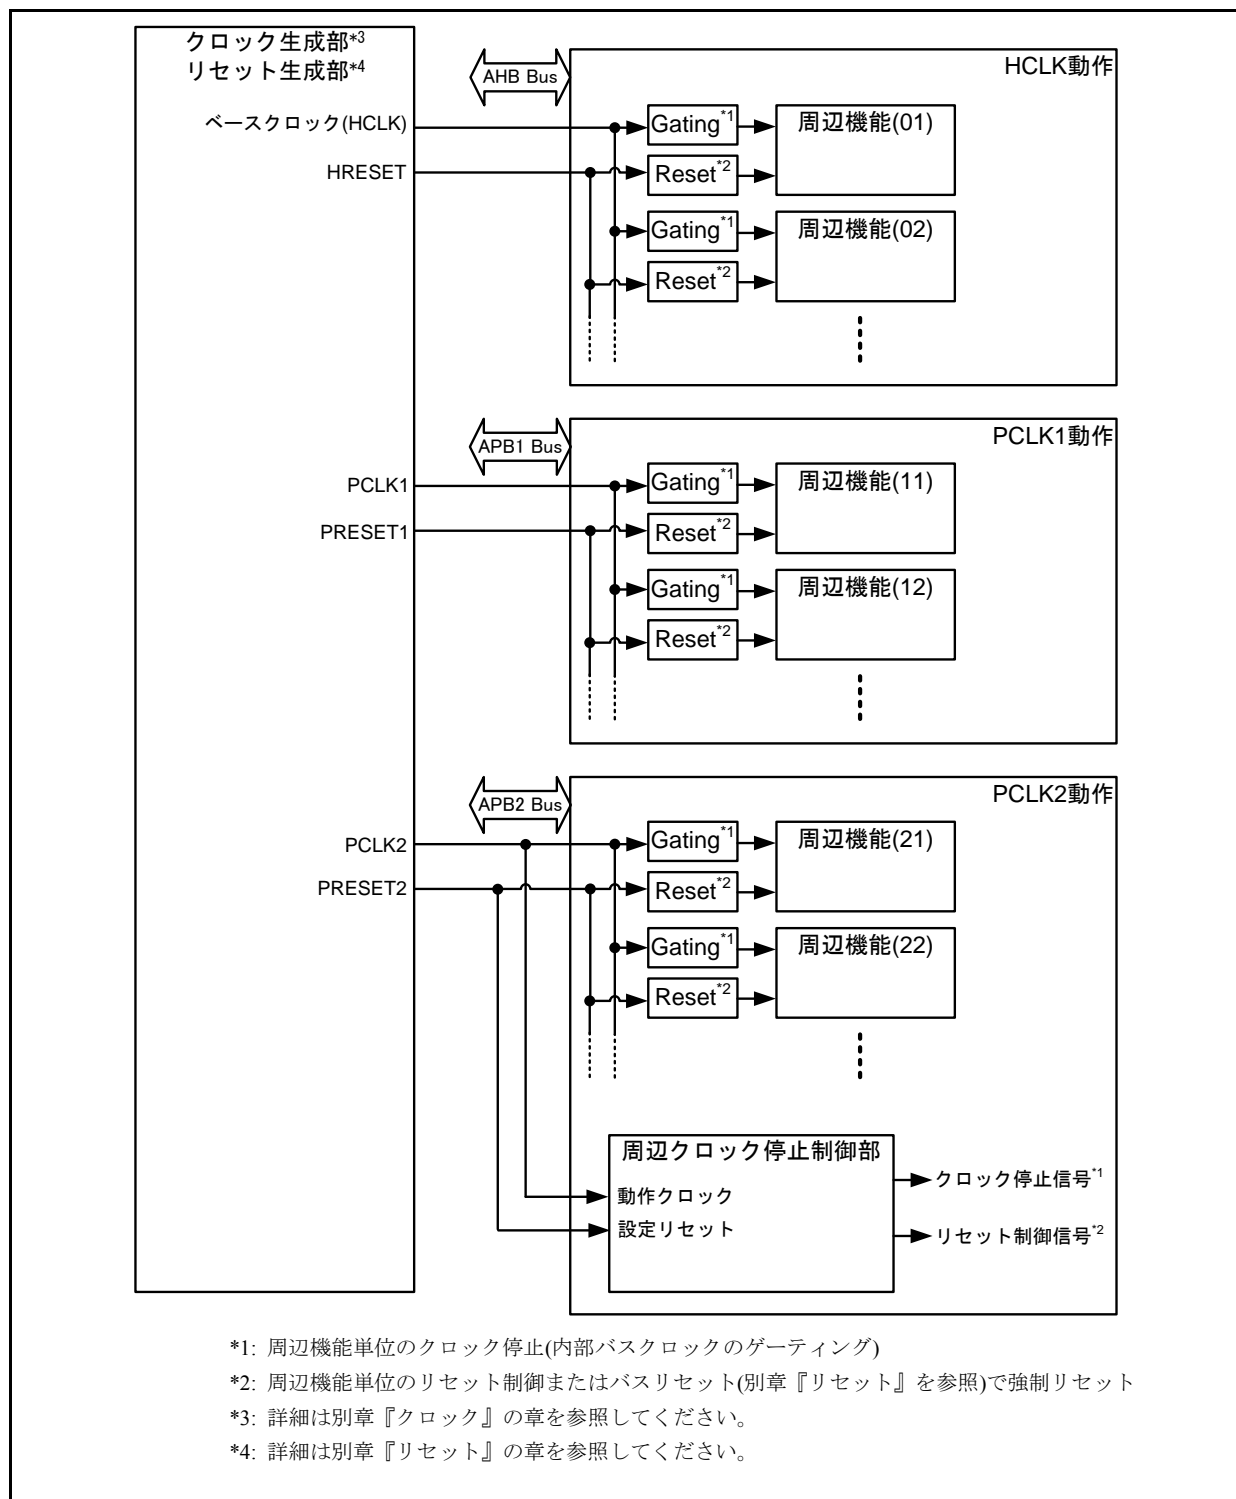 クロック生成部*3
リセット生成部*4
AHB Bus
HCLK動作
ベースクロック(HCLK)
Gating*1
周辺機能(01)
HRESET
Reset*2
Gating*1
周辺機能(02)
Reset*2
APB1 Bus
PCLK1動作
PCLK1
Gating*1
周辺機能(11)
PRESET1
Reset*2
Gating*1
周辺機能(12)
Reset*2
APB2 Bus
PCLK2動作
PCLK2
Gating*1
周辺機能(21)
PRESET2
Reset*2
Gating*1
周辺機能(22)
Reset*2
周辺クロック停止制御部
動作クロック
設定リセット
クロック停止信号*1
リセット制御信号*2
*1: 周辺機能単位のクロック停止(内部バスクロックのゲーティング)
*2: 周辺機能単位のリセット制御またはバスリセット(別章『リセット』を参照)で強制リセット
*3: 詳細は別章『クロック』の章を参照してください。
*4: 詳細は別章『リセット』の章を参照してください。